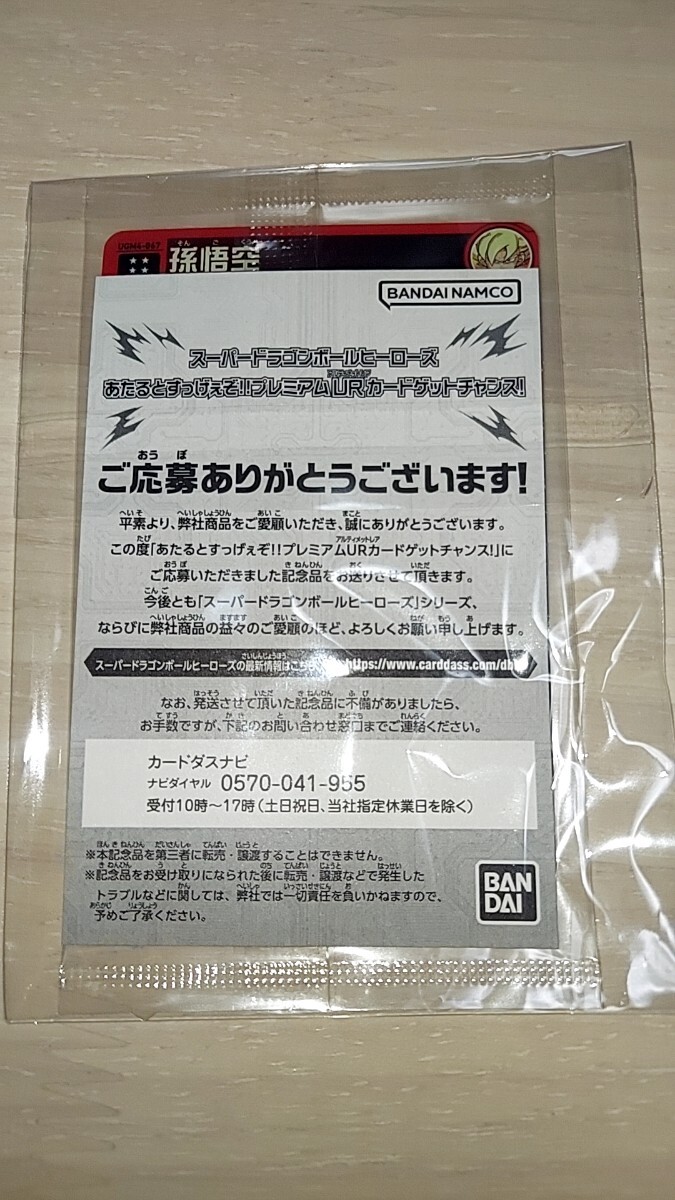 UGM4-067
孫悟空
BANDAI NAMCO
スーパードラゴンボールヒーローズ
あたるとすっげぇぞ!!プレミアムURカードゲットチャンス!
ご応募ありがとうございます!
平素より、弊社商品をご愛顧いただき、誠にありがとうございます。
この度「あたるとすっげぇぞ!!プレミアムURカードゲットチャンス!」に
ご応募いただきました記念品をお送りさせて頂きます。
今後とも「スーパードラゴンボールヒーローズ」シリーズ、
ならびに弊社商品の益々のご愛顧のほど、よろしくお願い申し上げます。
スーパードラゴンボールヒーローズの最新情報はこちら https://www.carddass.com/db
なお、発送させて頂いた記念品に不備がありましたら、
お手数ですが、下記のお問い合わせ窓口までご連絡ください。
カードダスナビ
ナビダイヤル 0570-041-955
受付10時～17時(土日祝日、当社指定休業日を除く)
※本記念品を第三者に転売・譲渡することはできません。
※記念品をお受け取りになられた後に転売・譲渡などで発生した
トラブルなどに関しては、弊社では一切責任を負いかねますので、
予めご了承ください。
BAN
DAI